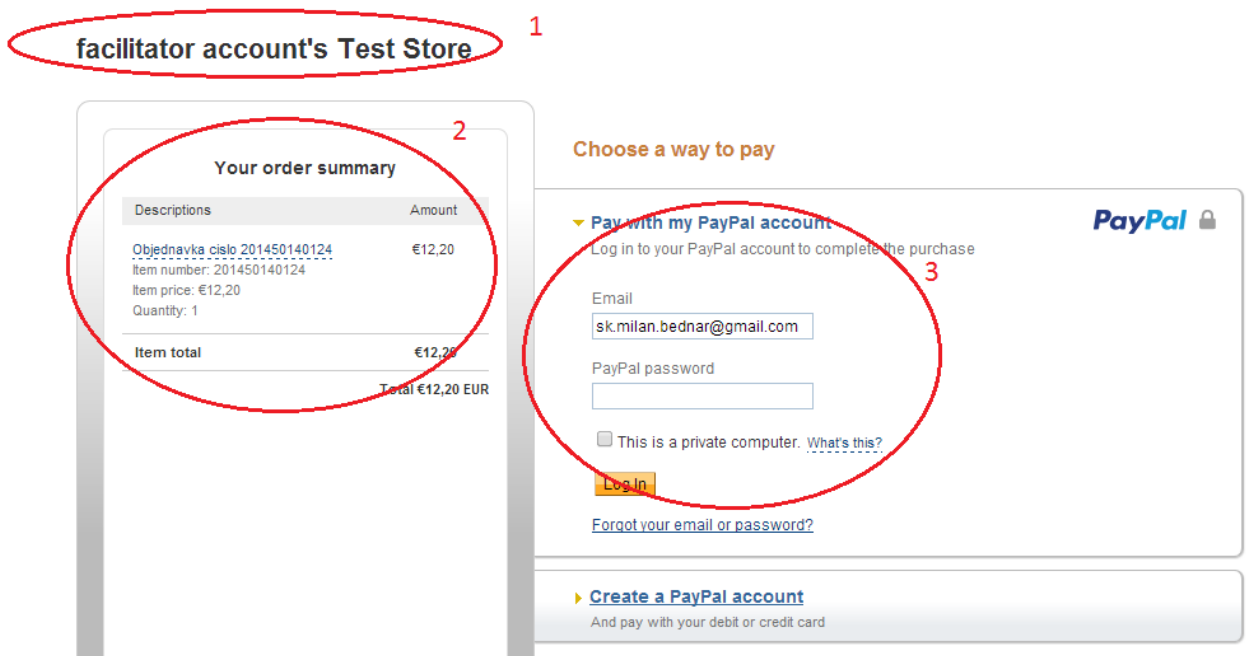 1
facilitator account's Test Store
2
Your order summary
Descriptions Amount
Objednavka cislo 201450140124 €12,20
Item number: 201450140124
Item price: €12,20
Quantity: 1
Item total €12,20
Total €12,20 EUR
Choose a way to pay
Pay with my PayPal account
PayPal
Log in to your PayPal account to complete the purchase
3
Email
sk.milan.bednar@gmail.com
PayPal password
This is a private computer. What's this?
Log In
Forgot your email or password?
Create a PayPal account
And pay with your debit or credit card